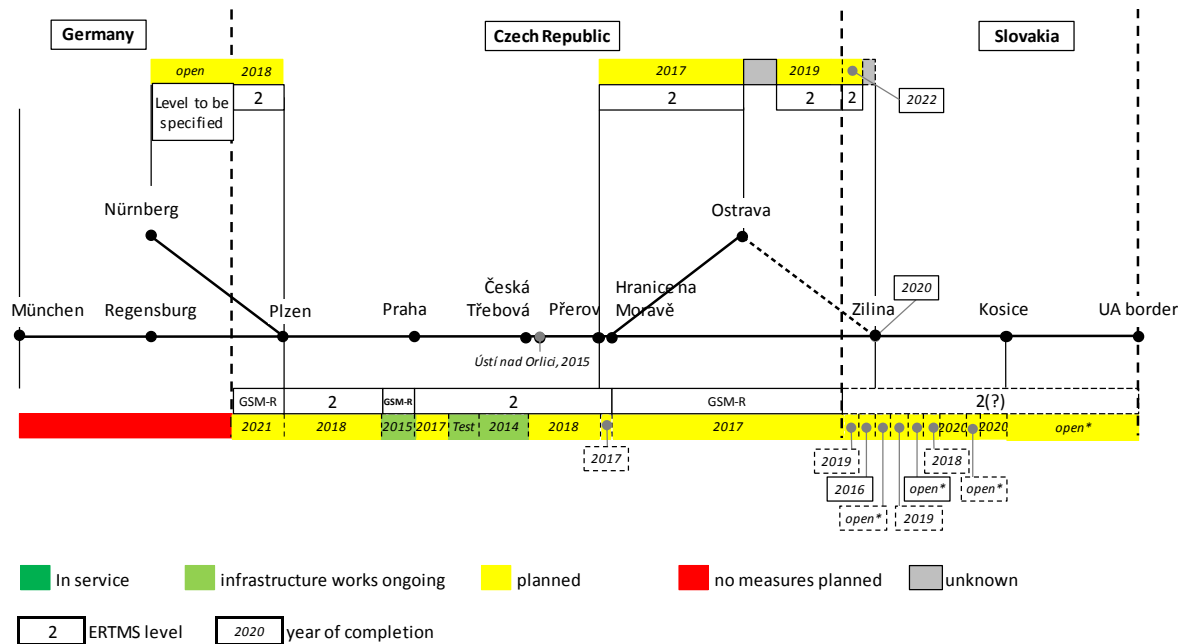 Germany
Czech Republic
Slovakia
open
2018
2017
2019
Level to be
specified
2
2
2
2
2022
Nürnberg
Ostrava
2020
München
Regensburg
Plzen
Praha
Česká
Třebová
Přerov
Hranice na
Moravě
Zilina
Kosice
UA border
Ústí nad Orlici, 2015
GSM-R
2
GSM-R
2
GSM-R
2(?)
2021
2018
2015
2017
Test
2014
2018
2017
2020
2020
open*
2017
2019
2018
2016
open*
open*
open*
2019
In service
infrastructure works ongoing
planned
no measures planned
unknown
2
ERTMS level
2020
year of completion